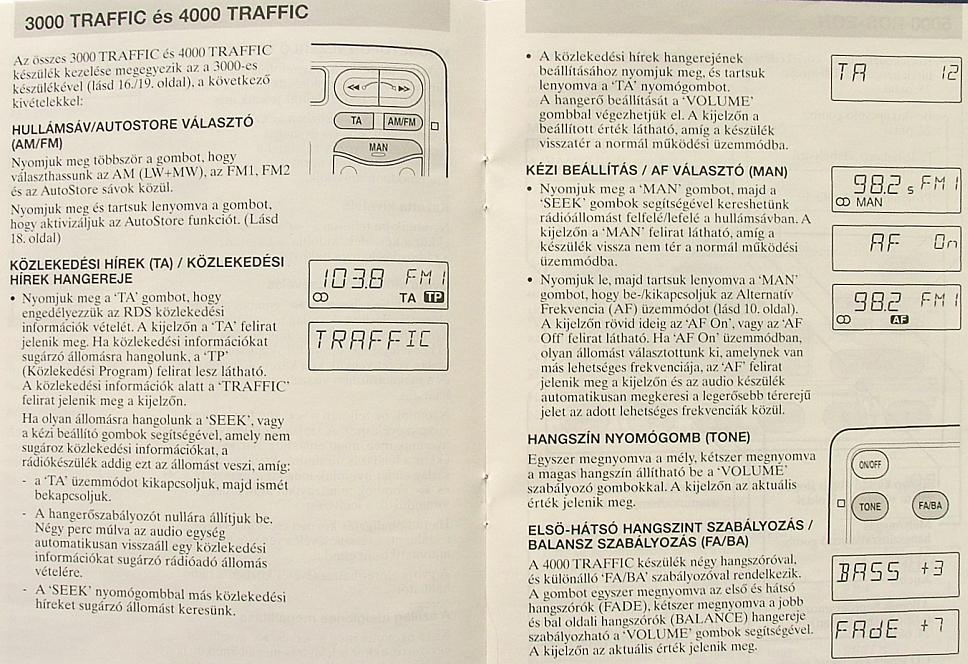 3000 TRAFFIC és 4000 TRAFFIC
Az összes 3000 TRAFFIC és 4000 TRAFFIC
készülék kezelése megegyezik az a 3000-es
készülékével (lásd 16./19. oldal), a következő
kivételekkel:
HULLÁMSÁV/AUTOSTORE VÁLASZTÓ
(AM/FM)
Nyomjuk meg többször a gombot, hogy
választhassunk az AM (LW+MW), az FM1, FM2
és az AutoStore sávok közül.
Nyomjuk meg és tartsuk lenyomva a gombot,
hogy aktivizáljuk az AutoStore funkciót. (Lásd
18. oldal)
KÖZLEKEDÉSI HÍREK (TA) / KÖZLEKEDÉSI
HÍREK HANGEREJE
• Nyomjuk meg a 'TA' gombot, hogy
engedélyezzük az RDS közlekedési
információk vételét. A kijelzőn a 'TA' felirat
jelenik meg. Ha közlekedési információkat
sugárzó állomásra hangolunk, a 'TP'
(Közlekedési Program) felirat lesz látható.
A közlekedési információk alatt a 'TRAFFIC'
felirat jelenik meg a kijelzőn.
Ha olyan állomásra hangolunk a 'SEEK', vagy
a kézi beállító gombok segítségével, amely nem
sugároz közlekedési információkat, a
rádiókészülék addig ezt az állomást veszi, amíg:
- a 'TA' üzemmódot kikapcsoljuk, majd ismét
bekapcsoljuk.
- A hangerőszabályozót nullára állítjuk be.
Négy perc múlva az audio egység
automatikusan visszaáll egy közlekedési
információkat sugárzó rádióadó állomás
vételére.
- A 'SEEK' nyomógombbal más közlekedési
híreket sugárzó állomást keresünk.
TA
AM/FM
MAN
103.8 FM1
TA TP
TRAFFIC
• A közlekedési hírek hangerejének
beállításához nyomjuk meg, és tartsuk
lenyomva a 'TA' nyomógombot.
A hangerő beállítását a 'VOLUME'
gombbal végezhetjük el. A kijelzőn a
beállított érték látható, amíg a készülék
visszatér a normál működési üzemmódba.
KÉZI BEÁLLÍTÁS / AF VÁLASZTÓ (MAN)
• Nyomjuk meg a 'MAN' gombot, majd a
'SEEK' gombok segítségével kereshetünk
rádióállomást felfelé/lefelé a hullámsávban. A
kijelzőn a 'MAN' felirat látható, amíg a
készülék vissza nem tér a normál működési
üzemmódba.
• Nyomjuk le, majd tartsuk lenyomva a 'MAN'
gombot, hogy be-/kikapcsoljuk az Alternatív
Frekvencia (AF) üzemmódot (lásd 10. oldal).
A kijelzőn rövid ideig az 'AF On', vagy az 'AF
Off' felirat látható. Ha 'AF On' üzemmódban,
olyan állomást választottunk ki, amelynek van
más lehetséges frekvenciája, az 'AF' felirat
jelenik meg a kijelzőn és az audio készülék
automatikusan megkeresi a legerősebb térerejű
jelet az adott lehetséges frekvenciák közül.
HANGSZÍN NYOMÓGOMB (TONE)
Egyszer megnyomva a mély, kétszer megnyomva
a magas hangszín állítható be a 'VOLUME'
szabályozó gombokkal. A kijelzőn az aktuális
érték jelenik meg.
ELSŐ-HÁTSÓ HANGSZINT SZABÁLYOZÁS /
BALANSZ SZABÁLYOZÁS (FA/BA)
A 4000 TRAFFIC készülék négy hangszóróval,
és különálló 'FA/BA' szabályozóval rendelkezik.
A gombot egyszer megnyomva az első és hátsó
hangszórók (FADE), kétszer megnyomva a jobb
és bal oldali hangszórók (BALANCE) hangereje
szabályozható a 'VOLUME' gombok segítségével.
A kijelzőn az aktuális érték jelenik meg.
TA 12
98.2 s FM1
MAN
AF On
98.2 FM1
AF
ON/OFF
TONE
FA/BA
BASS +3
FAdE +7